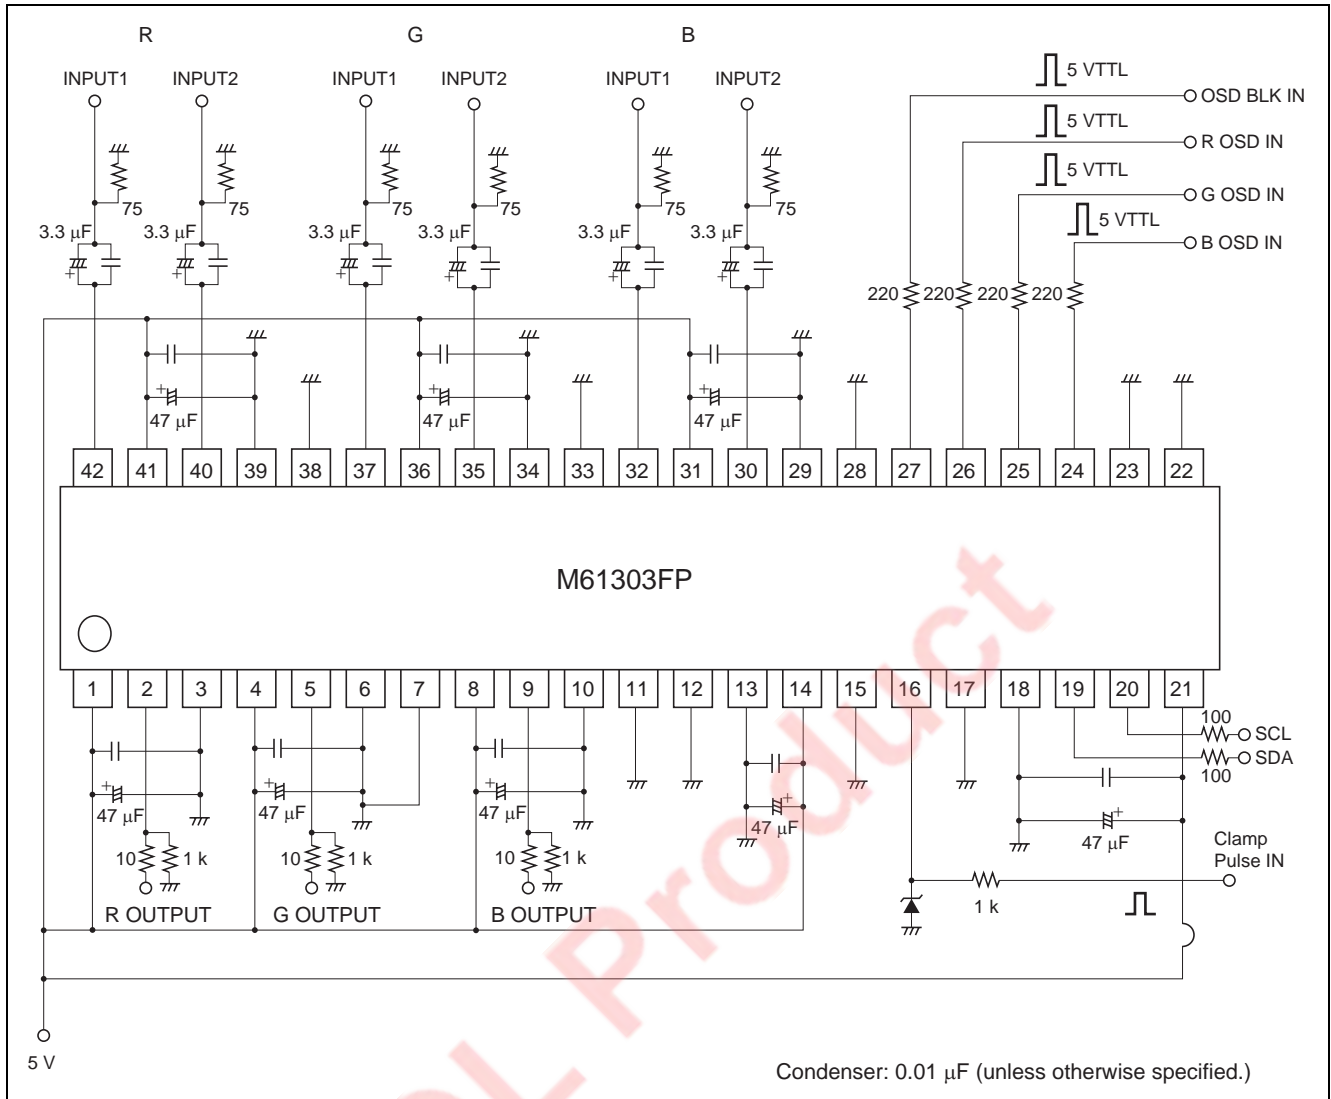 R G B
INPUT1 INPUT2 INPUT1 INPUT2 INPUT1 INPUT2
5 VTTL
OSD BLK IN
5 VTTL
R OSD IN
5 VTTL
G OSD IN
5 VTTL
B OSD IN
75 75 75 75 75 75
3.3 μF 3.3 μF 3.3 μF 3.3 μF 3.3 μF 3.3 μF
+ + + + + +
220 220 220 220
+ + +
47 μF 47 μF 47 μF
42 41 40 39 38 37 36 35 34 33 32 31 30 29 28 27 26 25 24 23 22
M61303FP
1 2 3 4 5 6 7 8 9 10 11 12 13 14 15 16 17 18 19 20 21
100
SCL
SDA
100
+ + + + +
47 μF 47 μF 47 μF 47 μF 47 μF
Clamp
Pulse IN
10 1 k 10 1 k 10 1 k
1 k
R OUTPUT G OUTPUT B OUTPUT
5 V
Condenser: 0.01 μF (unless otherwise specified.)
L Product